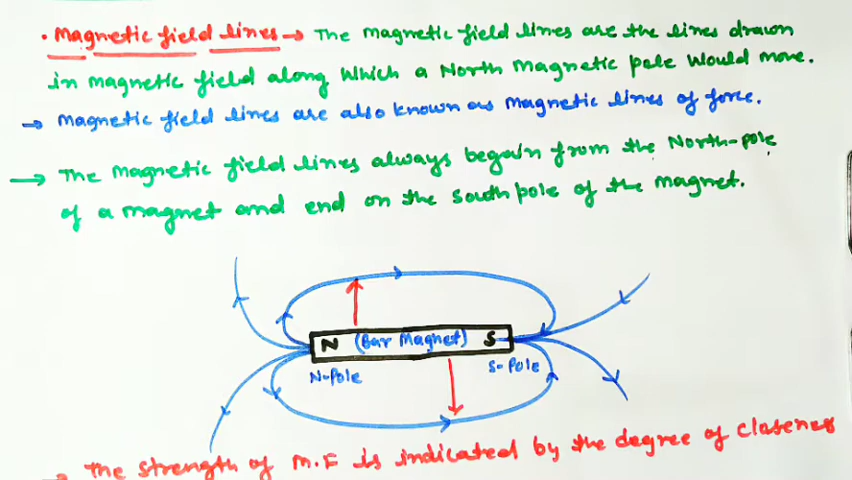 • Magnetic field lines → The magnetic field lines are the lines drawn
in magnetic field along which a North magnetic pole would move.
→ Magnetic field lines are also known as magnetic lines of force.
→ The magnetic field lines always begain from the North-pole
of a magnet and end on the south pole of the magnet.
N (Bar Magnet) S
N-Pole S-Pole
→ The strength of M.F is indicated by the degree of claseness